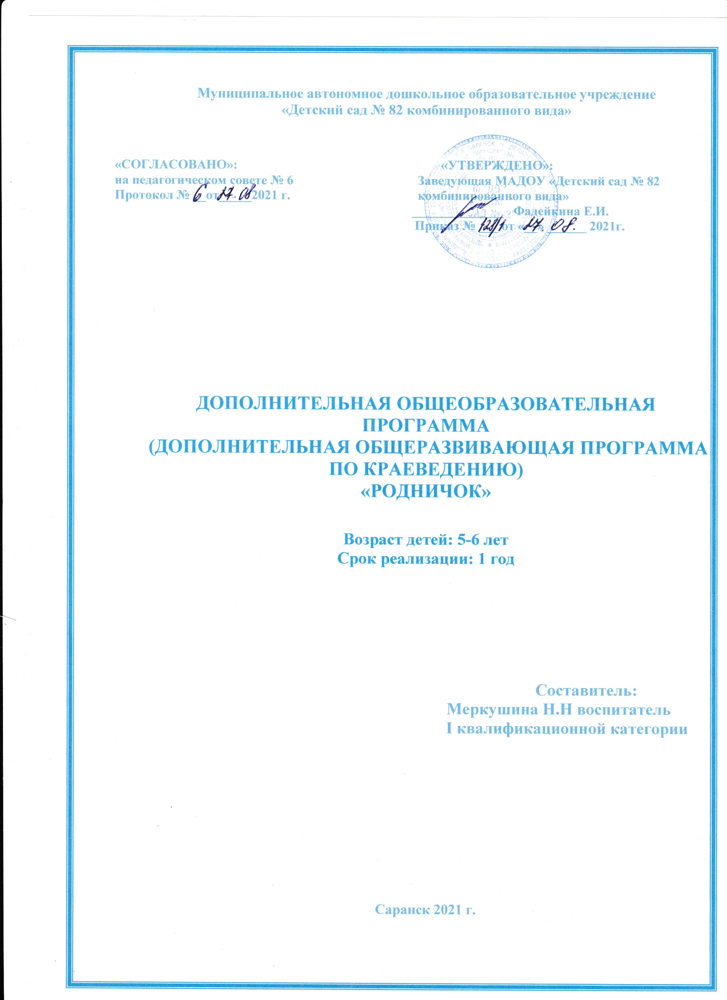 Муниципальное автономное дошкольное образовательное учреждение
«Детский сад № 82 комбинированного вида»
«СОГЛАСОВАНО»:
на педагогическом совете № 6
Протокол № 6 от 27.08 2021 г.
«УТВЕРЖДЕНО»:
Заведующая МАДОУ «Детский сад № 82
комбинированного вида»
Фадейкина Е.И.
Приказ № 123/1 от «27» 08. 2021г.
ДОПОЛНИТЕЛЬНАЯ ОБЩЕОБРАЗОВАТЕЛЬНАЯ
ПРОГРАММА
(ДОПОЛНИТЕЛЬНАЯ ОБЩЕРАЗВИВАЮЩАЯ ПРОГРАММА
ПО КРАЕВЕДЕНИЮ)
«РОДНИЧОК»
Возраст детей: 5-6 лет
Срок реализации: 1 год
Составитель:
Меркушина Н.Н воспитатель
I квалификационной категории
Саранск 2021 г.